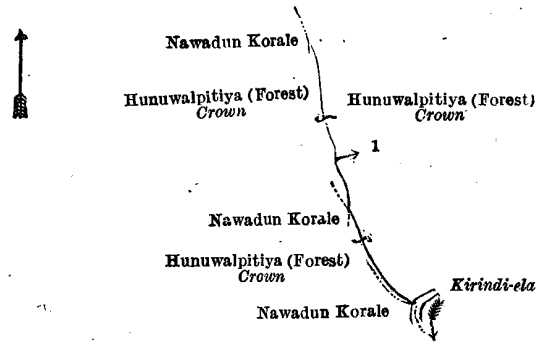 Nawadun Korale
Hunuwalpitiya (Forest)
Crown
Hunuwalpitiya (Forest)
Crown
1
Nawadun Korale
Hunuwalpitiya (Forest)
Crown
Kirindi-ela
Nawadun Korale